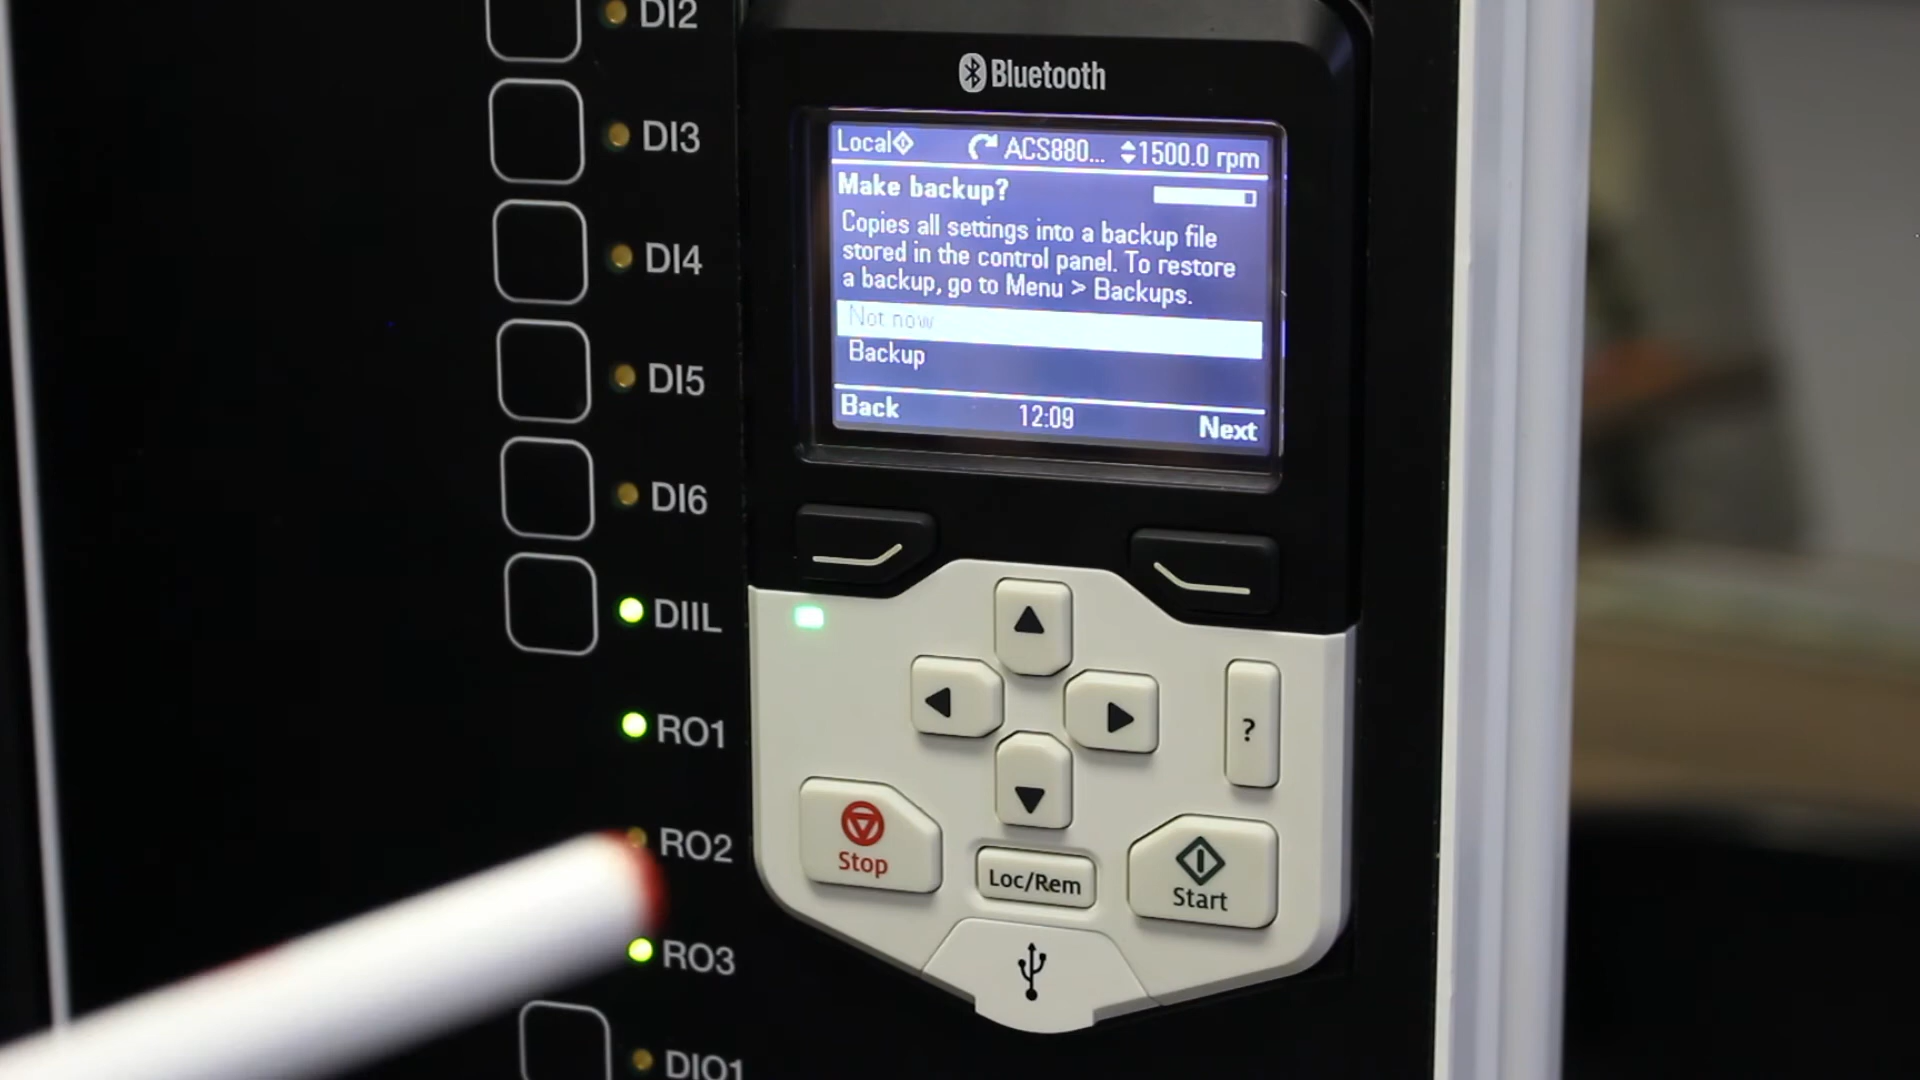 DI2
DI3
DI4
DI5
DI6
DIIL
RO1
RO2
RO3
DIO1
Bluetooth
Local ACS880... 1500.0 rpm
Make backup?
Copies all settings into a backup file
stored in the control panel. To restore
a backup, go to Menu > Backups.
Not now
Backup
Back 12:09 Next
?
Stop
Loc/Rem
Start